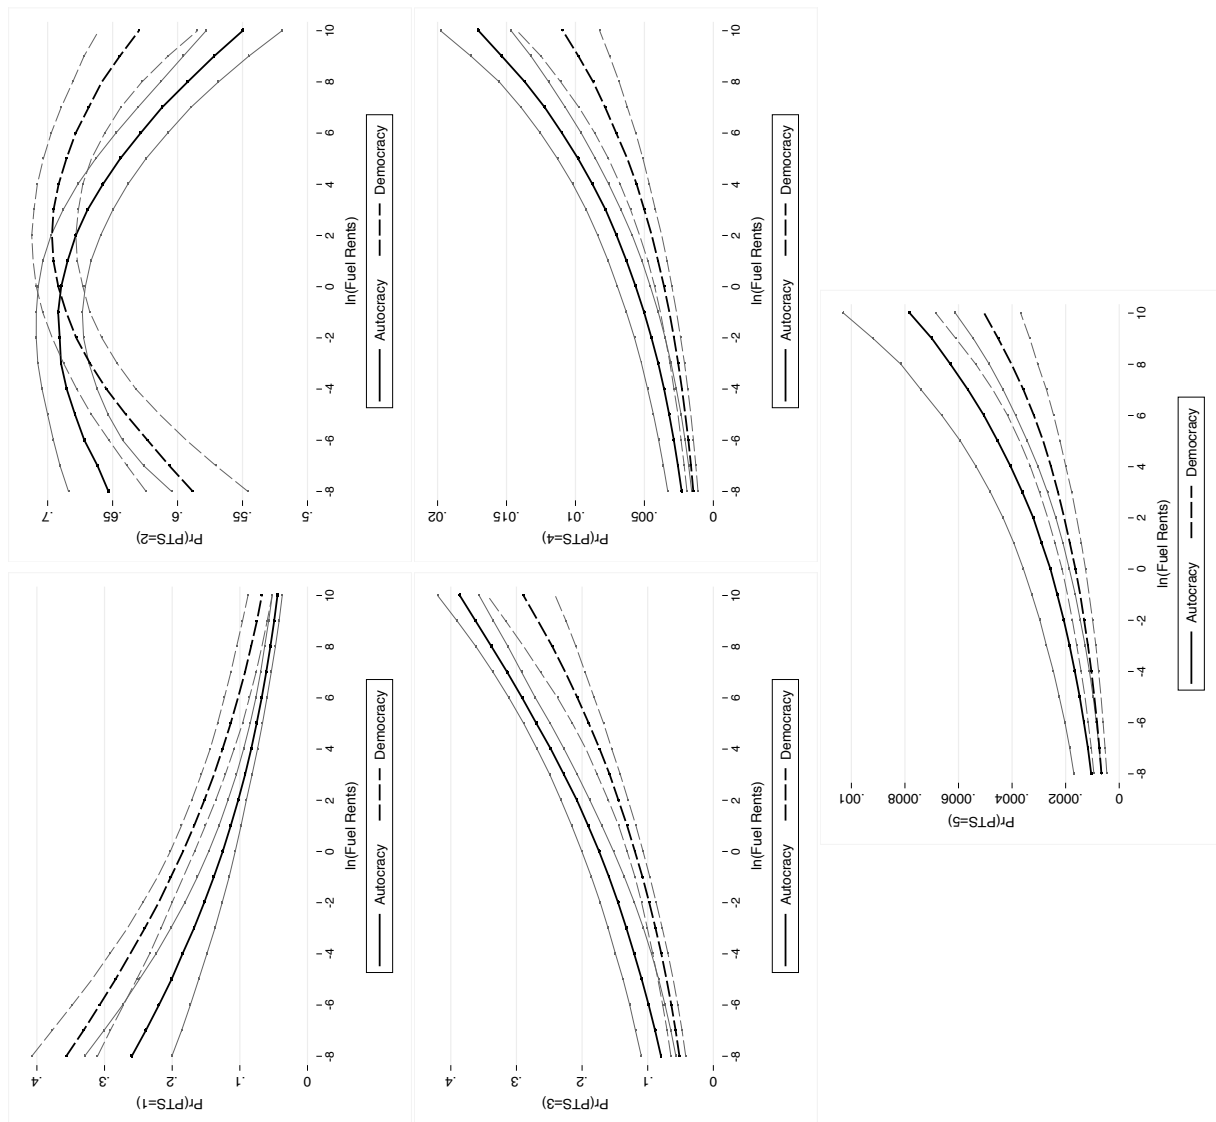 Pr(PTS=1)
.4
.3
.2
.1
0
-8 -6 -4 -2 0 2 4 6 8 10
ln(Fuel Rents)
Autocracy Democracy
Pr(PTS=2)
.7
.65
.6
.55
.5
-8 -6 -4 -2 0 2 4 6 8 10
ln(Fuel Rents)
Autocracy Democracy
Pr(PTS=3)
.4
.3
.2
.1
0
-8 -6 -4 -2 0 2 4 6 8 10
ln(Fuel Rents)
Autocracy Democracy
Pr(PTS=4)
.02
.015
.01
.005
0
-8 -6 -4 -2 0 2 4 6 8 10
ln(Fuel Rents)
Autocracy Democracy
Pr(PTS=5)
.001
.0008
.0006
.0004
.0002
0
-8 -6 -4 -2 0 2 4 6 8 10
ln(Fuel Rents)
Autocracy Democracy